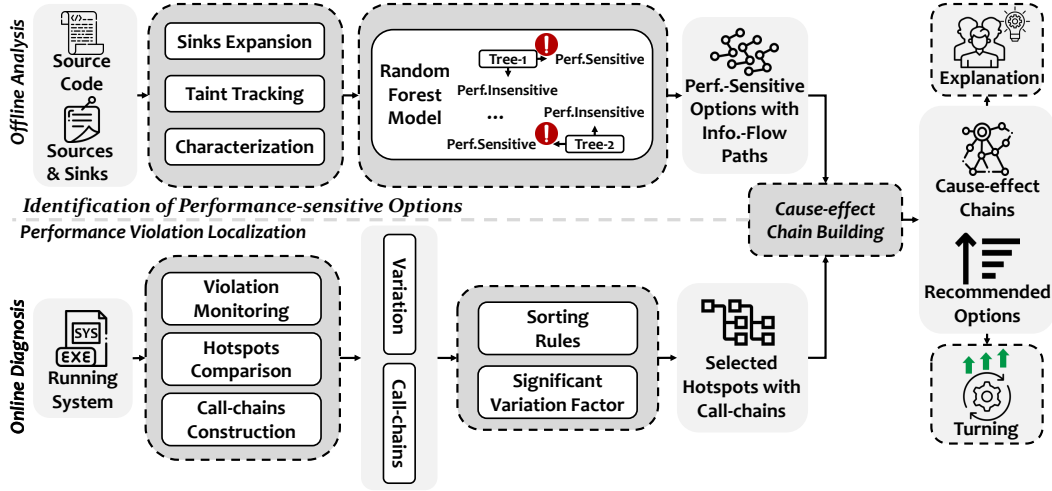 Offline Analysis
Source
Code
Sources
& Sinks
Sinks Expansion
Taint Tracking
Characterization
Random
Forest
Model
Tree-1
Perf.Sensitive
Perf.Insensitive
...
Perf.Insensitive
Perf.Sensitive
Tree-2
Perf.-Sensitive
Options with
Info.-Flow
Paths
Identification of Performance-sensitive Options
Performance Violation Localization
Online Diagnosis
SYS
EXE
Running
System
Violation
Monitoring
Hotspots
Comparison
Call-chains
Construction
Variation
Call-chains
Sorting
Rules
Significant
Variation Factor
Selected
Hotspots with
Call-chains
Cause-effect
Chain Building
Explanation
Cause-effect
Chains
Recommended
Options
Turning